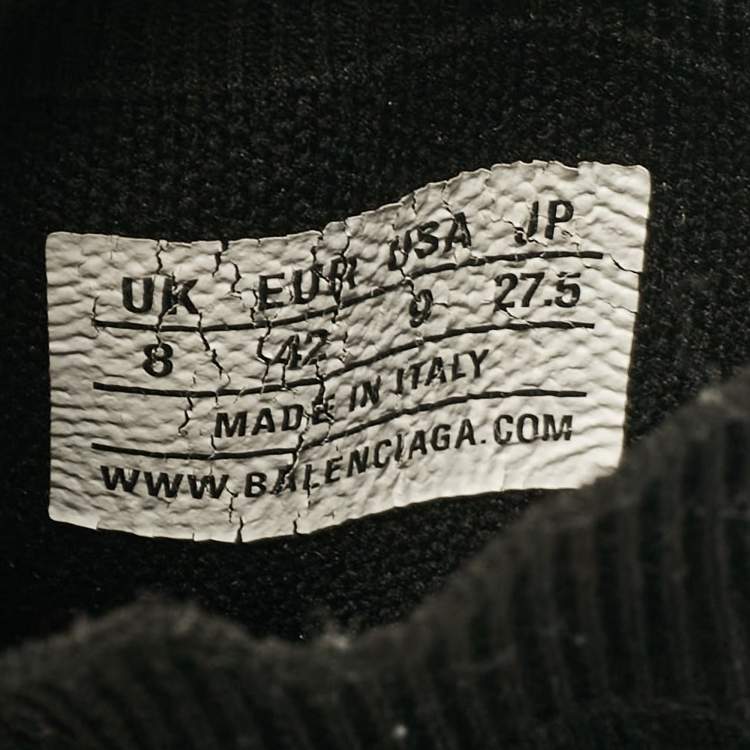 UK EUR USA JP
8 42 9 27.5
MADE IN ITALY
WWW.BALENCIAGA.COM